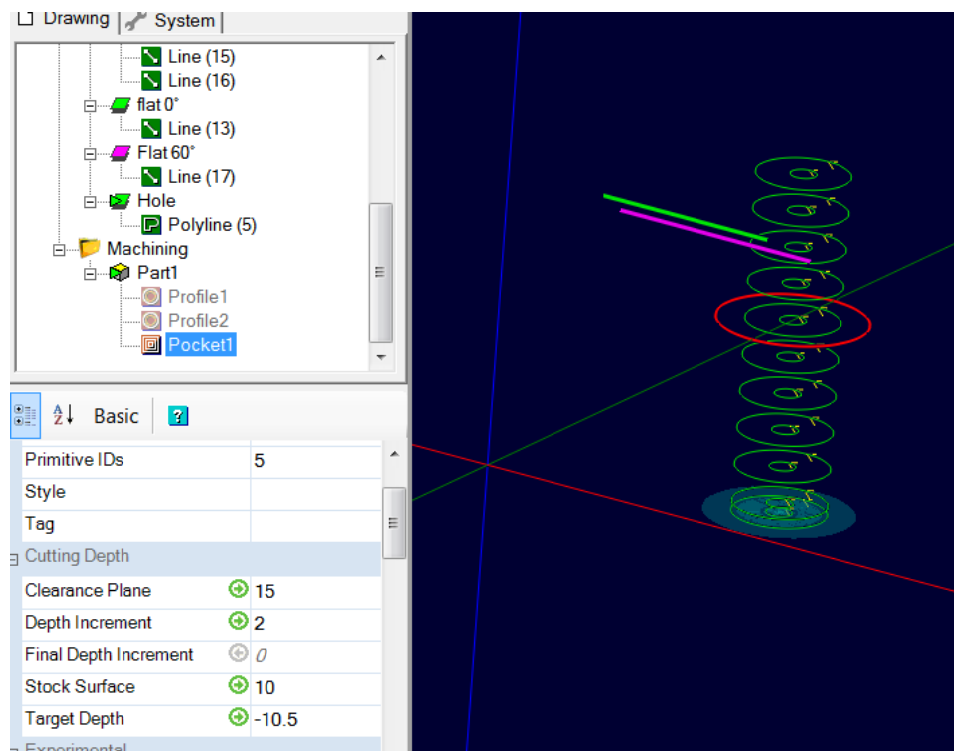 Drawing System
Line (15)
Line (16)
flat 0°
Line (13)
Flat 60°
Line (17)
Hole
Polyline (5)
Machining
Part1
Profile1
Profile2
Pocket1
A Z Basic ?
Primitive IDs 5
Style
Tag
Cutting Depth
Clearance Plane 15
Depth Increment 2
Final Depth Increment 0
Stock Surface 10
Target Depth -10.5
Experimental